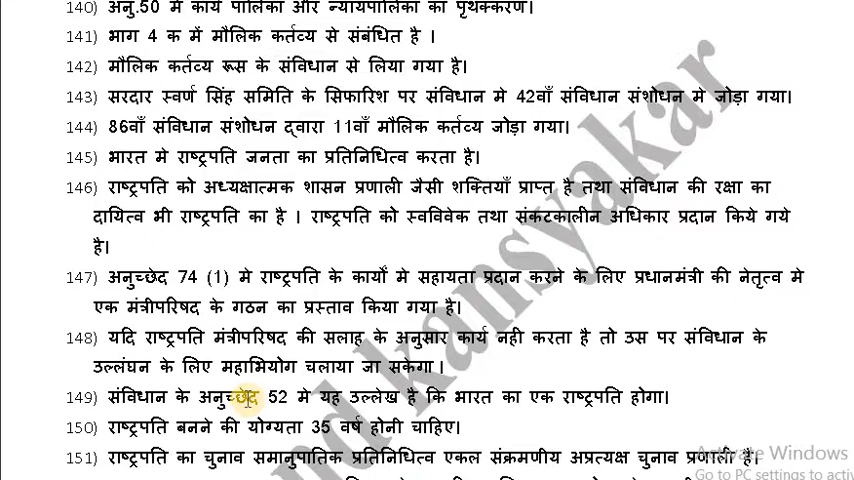 140) अनु.50 मे कार्य पालिका और न्यायपालिका का पृथक्करण।
141) भाग 4 क में मौलिक कर्तव्य से संबंधित है ।
142) मौलिक कर्तव्य रूस के संविधान से लिया गया है।
143) सरदार स्वर्ण सिंह समिति के सिफारिश पर संविधान मे 42वाँ संविधान संशोधन मे जोड़ा गया।
144) 86वाँ संविधान संशोधन द्वारा 11वाँ मौलिक कर्तव्य जोड़ा गया।
145) भारत मे राष्ट्रपति जनता का प्रतिनिधित्व करता है।
146) राष्ट्रपति को अध्यक्षात्मक शासन प्रणाली जैसी शक्तियाँ प्राप्त है तथा संविधान की रक्षा का
दायित्व भी राष्ट्रपति का है । राष्ट्रपति को स्वविवेक तथा संकटकालीन अधिकार प्रदान किये गये
है।
147) अनुच्छेद 74 (1) मे राष्ट्रपति के कार्यों मे सहायता प्रदान करने के लिए प्रधानमंत्री की नेतृत्व मे
एक मंत्रीपरिषद के गठन का प्रस्ताव किया गया है।
148) यदि राष्ट्रपति मंत्रीपरिषद की सलाह के अनुसार कार्य नही करता है तो उस पर संविधान के
उल्लंघन के लिए महाभियोग चलाया जा सकेगा ।
149) संविधान के अनुच्छेद 52 मे यह उल्लेख है कि भारत का एक राष्ट्रपति होगा।
150) राष्ट्रपति बनने की योग्यता 35 वर्ष होनी चाहिए।
151) राष्ट्रपति का चुनाव समानुपातिक प्रतिनिधित्व एकल संक्रमणीय अप्रत्यक्ष चुनाव प्रणाली है।
nd kansyakar
Activate Windows
Go to PC settings to activ